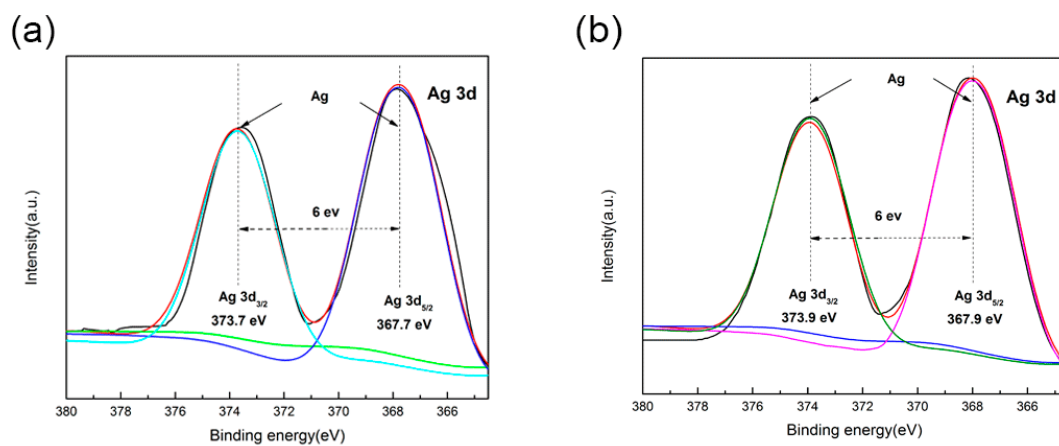 (a)
Ag 3d
Ag
6 ev
Ag 3d3/2
373.7 eV
Ag 3d5/2
367.7 eV
Intensity(a.u.)
380 378 376 374 372 370 368 366
Binding energy(eV)
(b)
Ag 3d
Ag
6 ev
Ag 3d3/2
373.9 eV
Ag 3d5/2
367.9 eV
Intensity(a.u.)
380 378 376 374 372 370 368 366
Binding energy(eV)